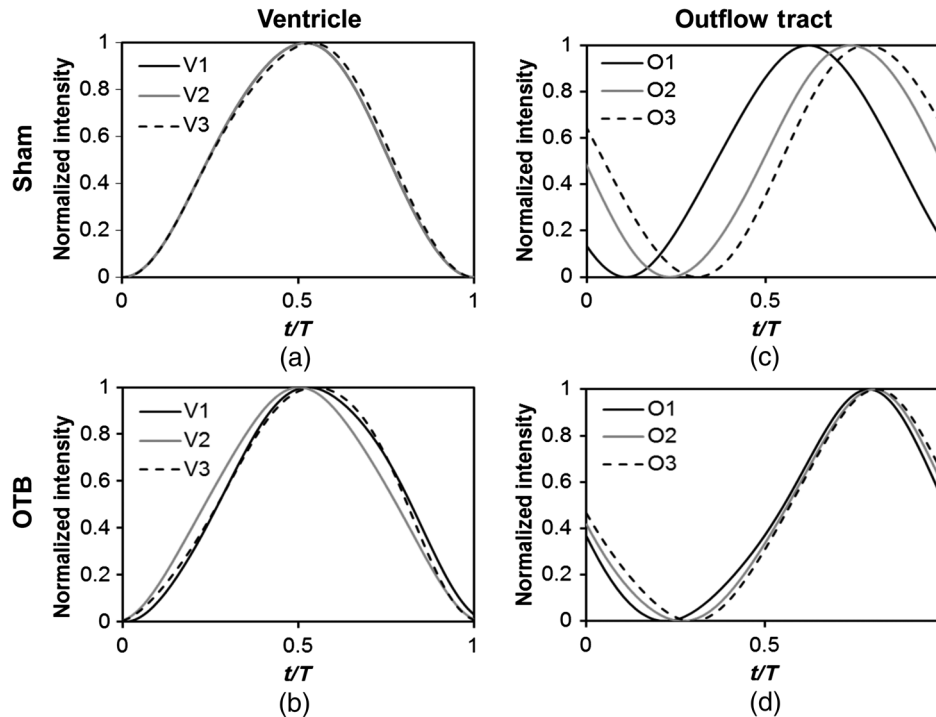 Ventricle
Outflow tract
Sham
Normalized intensity
1
0.8
0.6
0.4
0.2
0
V1
V2
V3
0
0.5
1
t/T
(a)
Normalized intensity
1
0.8
0.6
0.4
0.2
0
O1
O2
O3
0
0.5
1
t/T
(c)
OTB
Normalized intensity
1
0.8
0.6
0.4
0.2
0
V1
V2
V3
0
0.5
1
t/T
(b)
Normalized intensity
1
0.8
0.6
0.4
0.2
0
O1
O2
O3
0
0.5
t/T
(d)